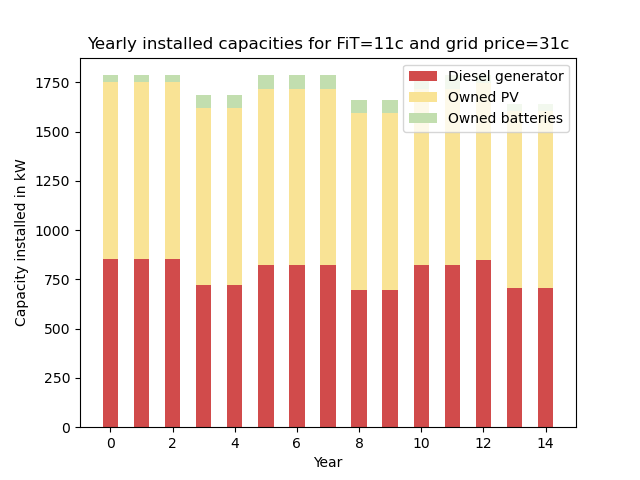 Yearly installed capacities for FiT=11c and grid price=31c
Diesel generator
Owned PV
Owned batteries
Capacity installed in kW
1750
1500
1250
1000
750
500
250
0
0 2 4 6 8 10 12 14
Year